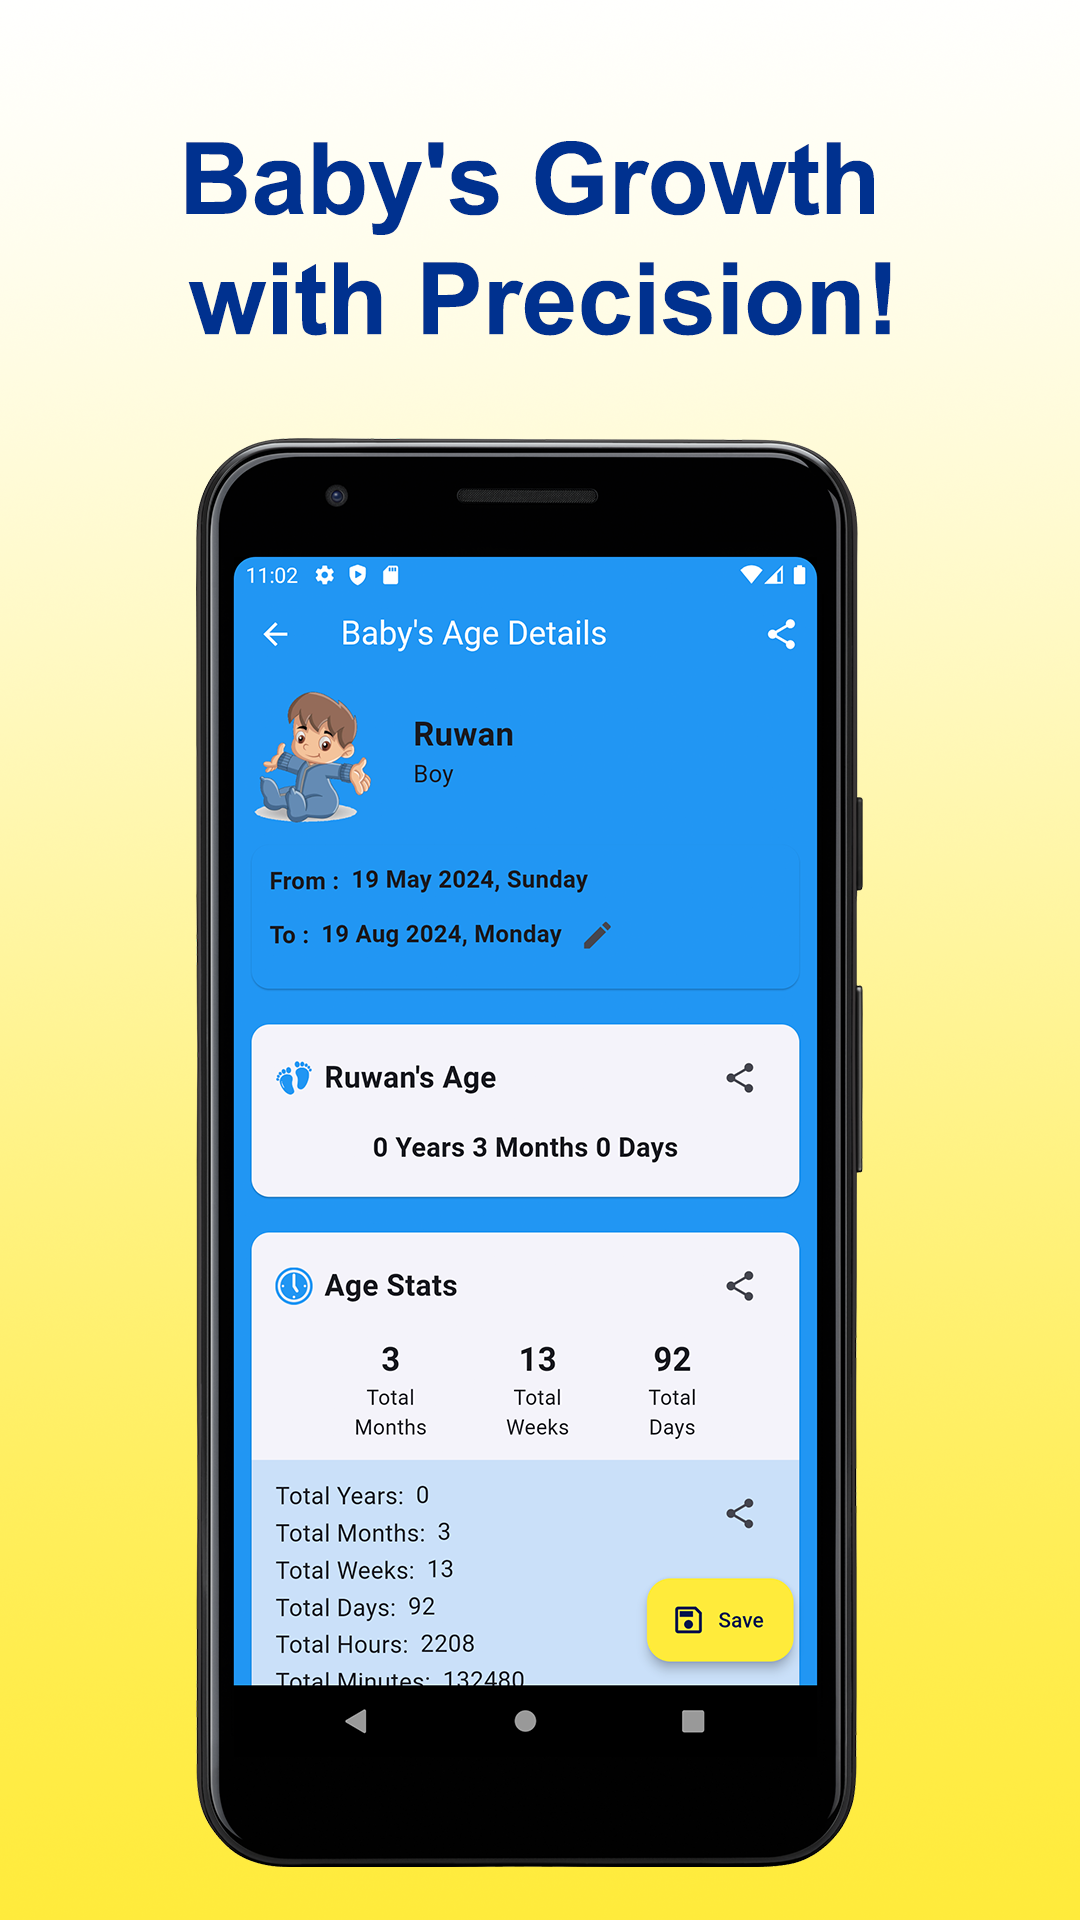 Baby's Growth
with Precision!
11:02
Baby's Age Details
Ruwan
Boy
From : 19 May 2024, Sunday
To : 19 Aug 2024, Monday
Ruwan's Age
0 Years 3 Months 0 Days
Age Stats
3 13 92
Total Total Total
Months Weeks Days
Total Years: 0
Total Months: 3
Total Weeks: 13
Total Days: 92
Save
Total Hours: 2208
Total Minutes: 132480